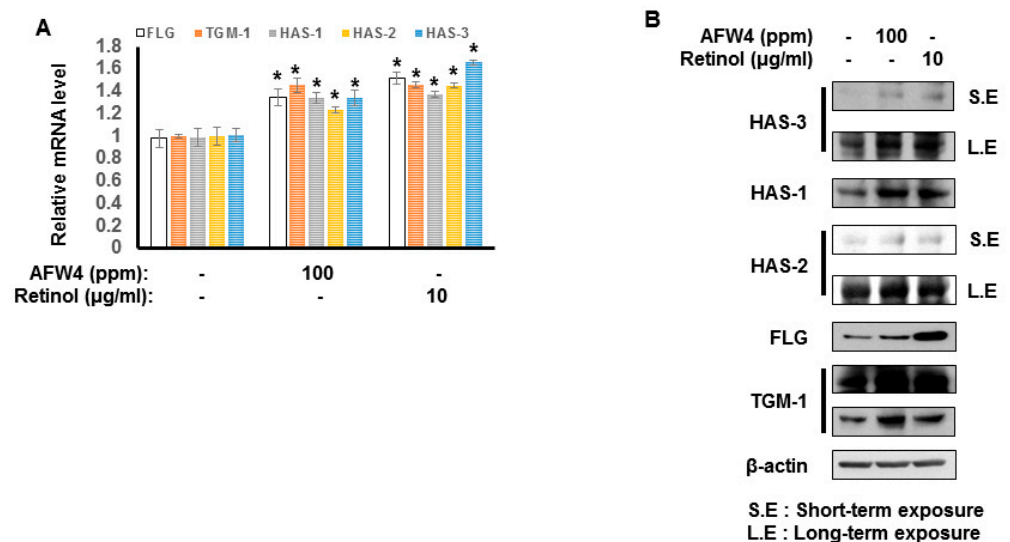 A
FLG TGM-1 HAS-1 HAS-2 HAS-3
Relative mRNA level
1.8
1.6
1.4
1.2
1
0.8
0.6
0.4
0.2
0
* * * * *
* * * * *
AFW4 (ppm): - 100 -
Retinol (µg/ml): - - 10
B
AFW4 (ppm) - 100 -
Retinol (µg/ml) - - 10
HAS-3
S.E
L.E
HAS-1
HAS-2
S.E
L.E
FLG
TGM-1
β-actin
S.E : Short-term exposure
L.E : Long-term exposure